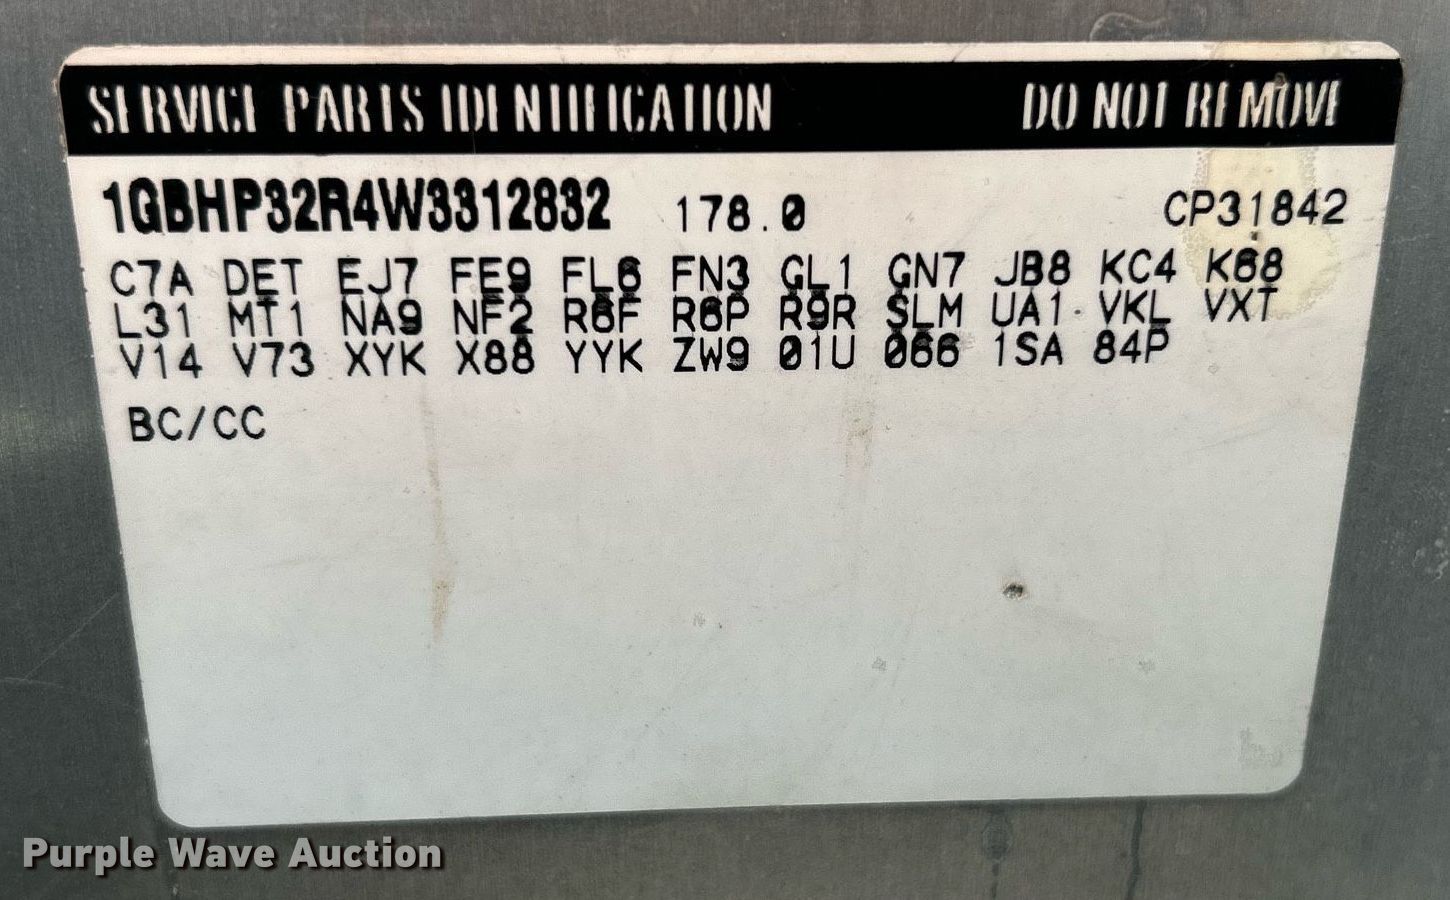 SERVICE PARTS IDENTIFICATION DO NOT REMOVE
1GBHP32R4W3312832 178.0 CP31842
C7A DET EJ7 FE9 FL6 FN3 GL1 GN7 JB8 KC4 K68
L31 MT1 NA9 NF2 R6F R6P R9R SLM UA1 VKL VXT
V14 V73 XYK X88 YYK ZW9 01U 066 1SA 84P
BC/CC
Purple Wave Auction